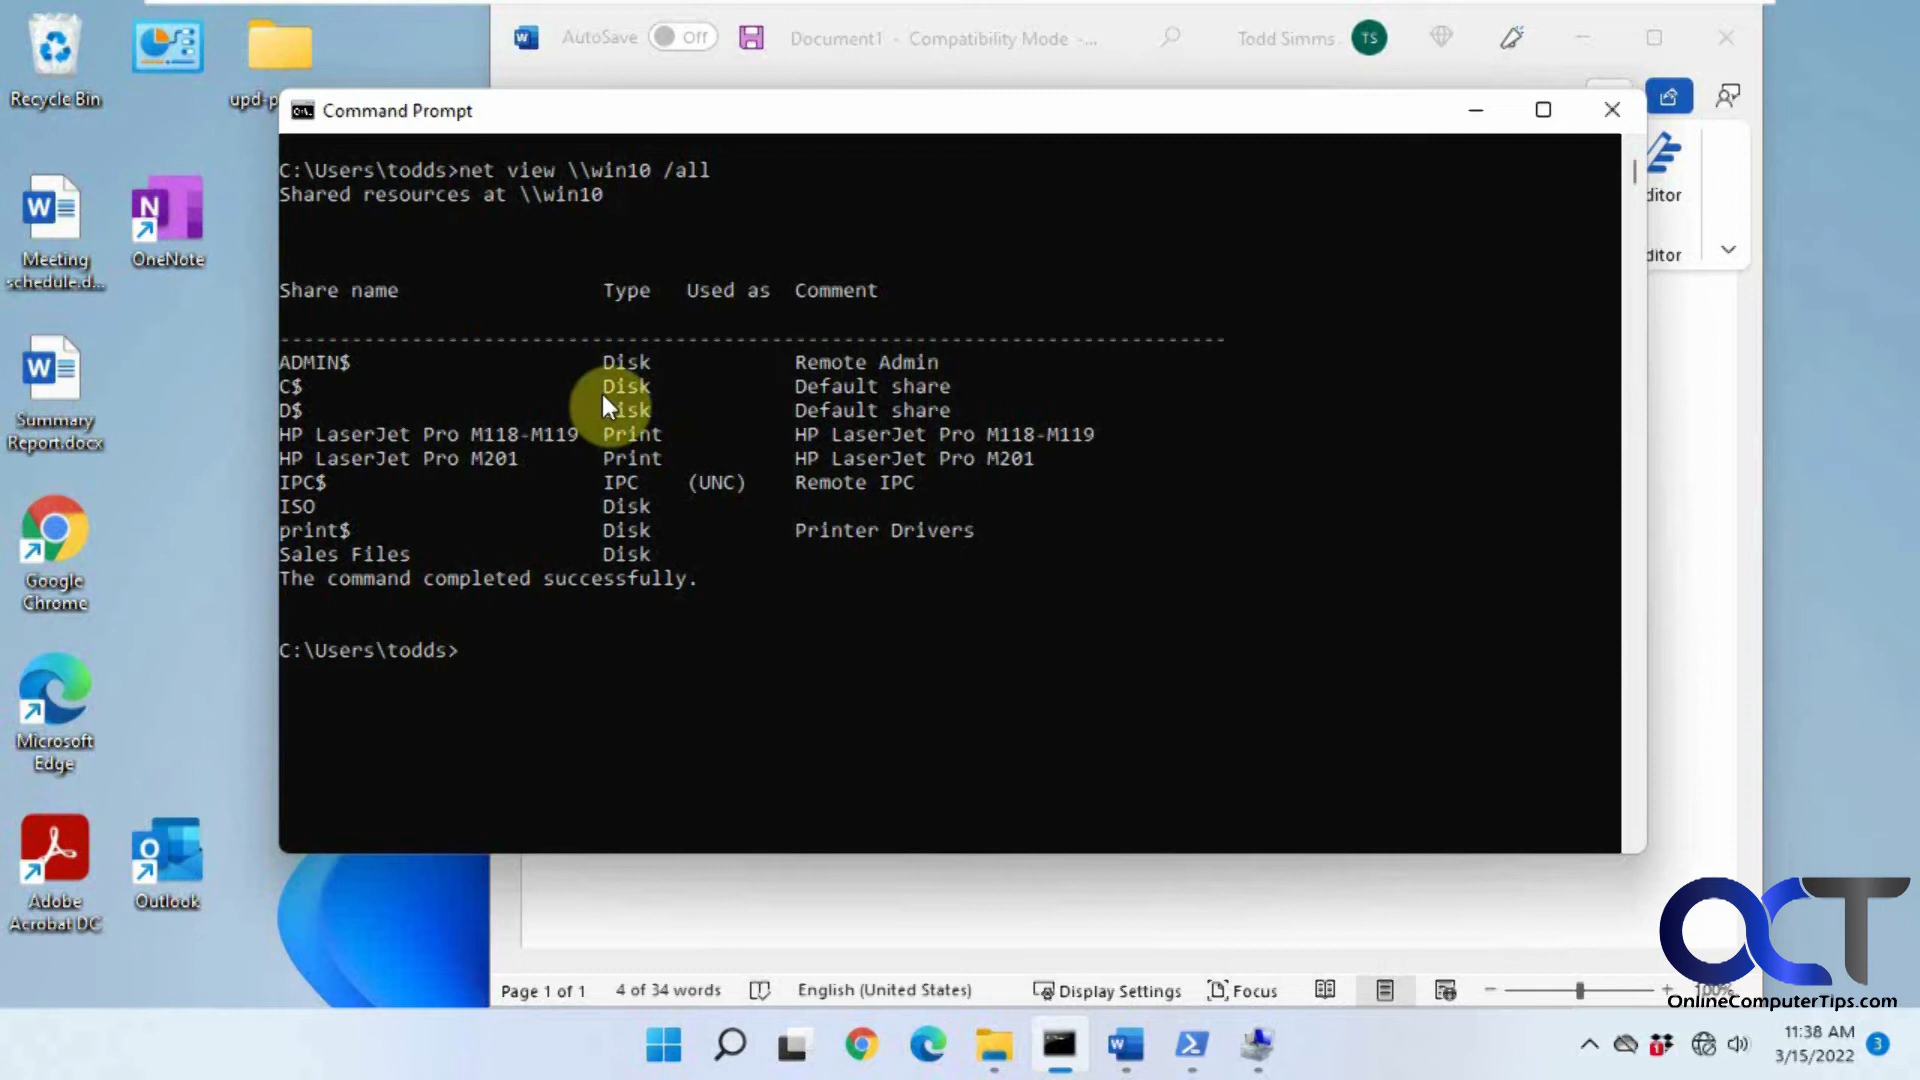 AutoSave Off Document1 - Compatibility Mode -... Todd Simms TS
Recycle Bin
upd-p
Command Prompt
ditor
ditor
C:\Users\todds>net view \\win10 /all
Shared resources at \\win10
Share name Type Used as Comment
-------------------------------------------------------------------------------
ADMIN$ Disk Remote Admin
C$ Disk Default share
D$ Disk Default share
HP LaserJet Pro M118-M119 Print HP LaserJet Pro M118-M119
HP LaserJet Pro M201 Print HP LaserJet Pro M201
IPC$ IPC (UNC) Remote IPC
ISO Disk
print$ Disk Printer Drivers
Sales Files Disk
The command completed successfully.
C:\Users\todds>
Meeting
schedule.d...
OneNote
Summary
Report.docx
Google
Chrome
Microsoft
Edge
Adobe
Acrobat DC
Outlook
Page 1 of 1 4 of 34 words English (United States) Display Settings Focus 100%
OCT
OnlineComputerTips.com
11:38 AM
3/15/2022
3